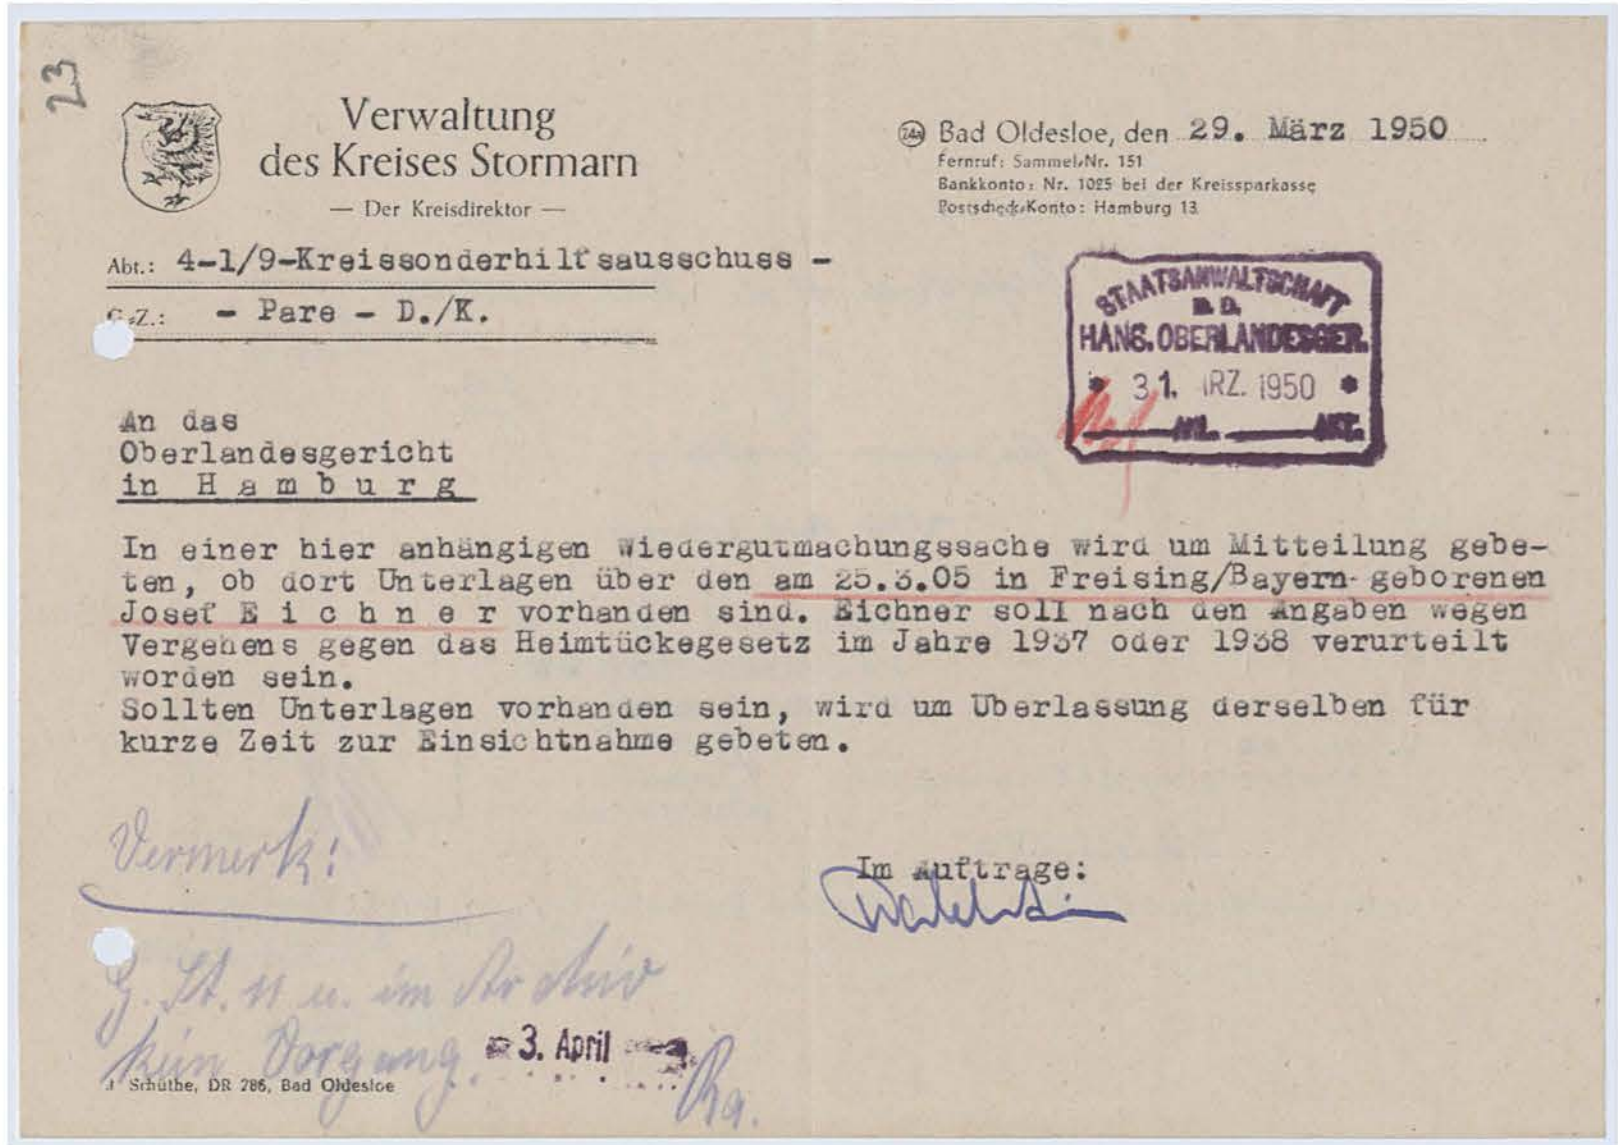 23
Verwaltung
des Kreises Stormarn
— Der Kreisdirektor —
24a Bad Oldesloe, den 29. März 1950
Fernruf: Sammel-Nr. 151
Bankkonto: Nr. 1025 bei der Kreissparkasse
Postscheck-Konto: Hamburg 13
Abt.: 4-1/9-Kreissonderhilfsausschuss -
G.Z.: - Pare - D./K.
STAATSANWALTSCHAFT
B. D.
HANS. OBERLANDESGER.
* 31. MRZ. 1950 *
ANL. AKT.
An das
Oberlandesgericht
in H a m b u r g
In einer hier anhängigen Wiedergutmachungssache wird um Mitteilung gebe-
ten, ob dort Unterlagen über den am 25.3.05 in Freising/Bayern geborenen
Josef E i c h n e r vorhanden sind. Eichner soll nach den Angaben wegen
Vergehens gegen das Heimtückegesetz im Jahre 1937 oder 1938 verurteilt
worden sein.
Sollten Unterlagen vorhanden sein, wird um Überlassung derselben für
kurze Zeit zur Einsichtnahme gebeten.
Vermerk:
Im Auftrage:
G. St. 11 u. im Archiv
kein Vorgang.
3. April
Schüthe, DR 286, Bad Oldesloe